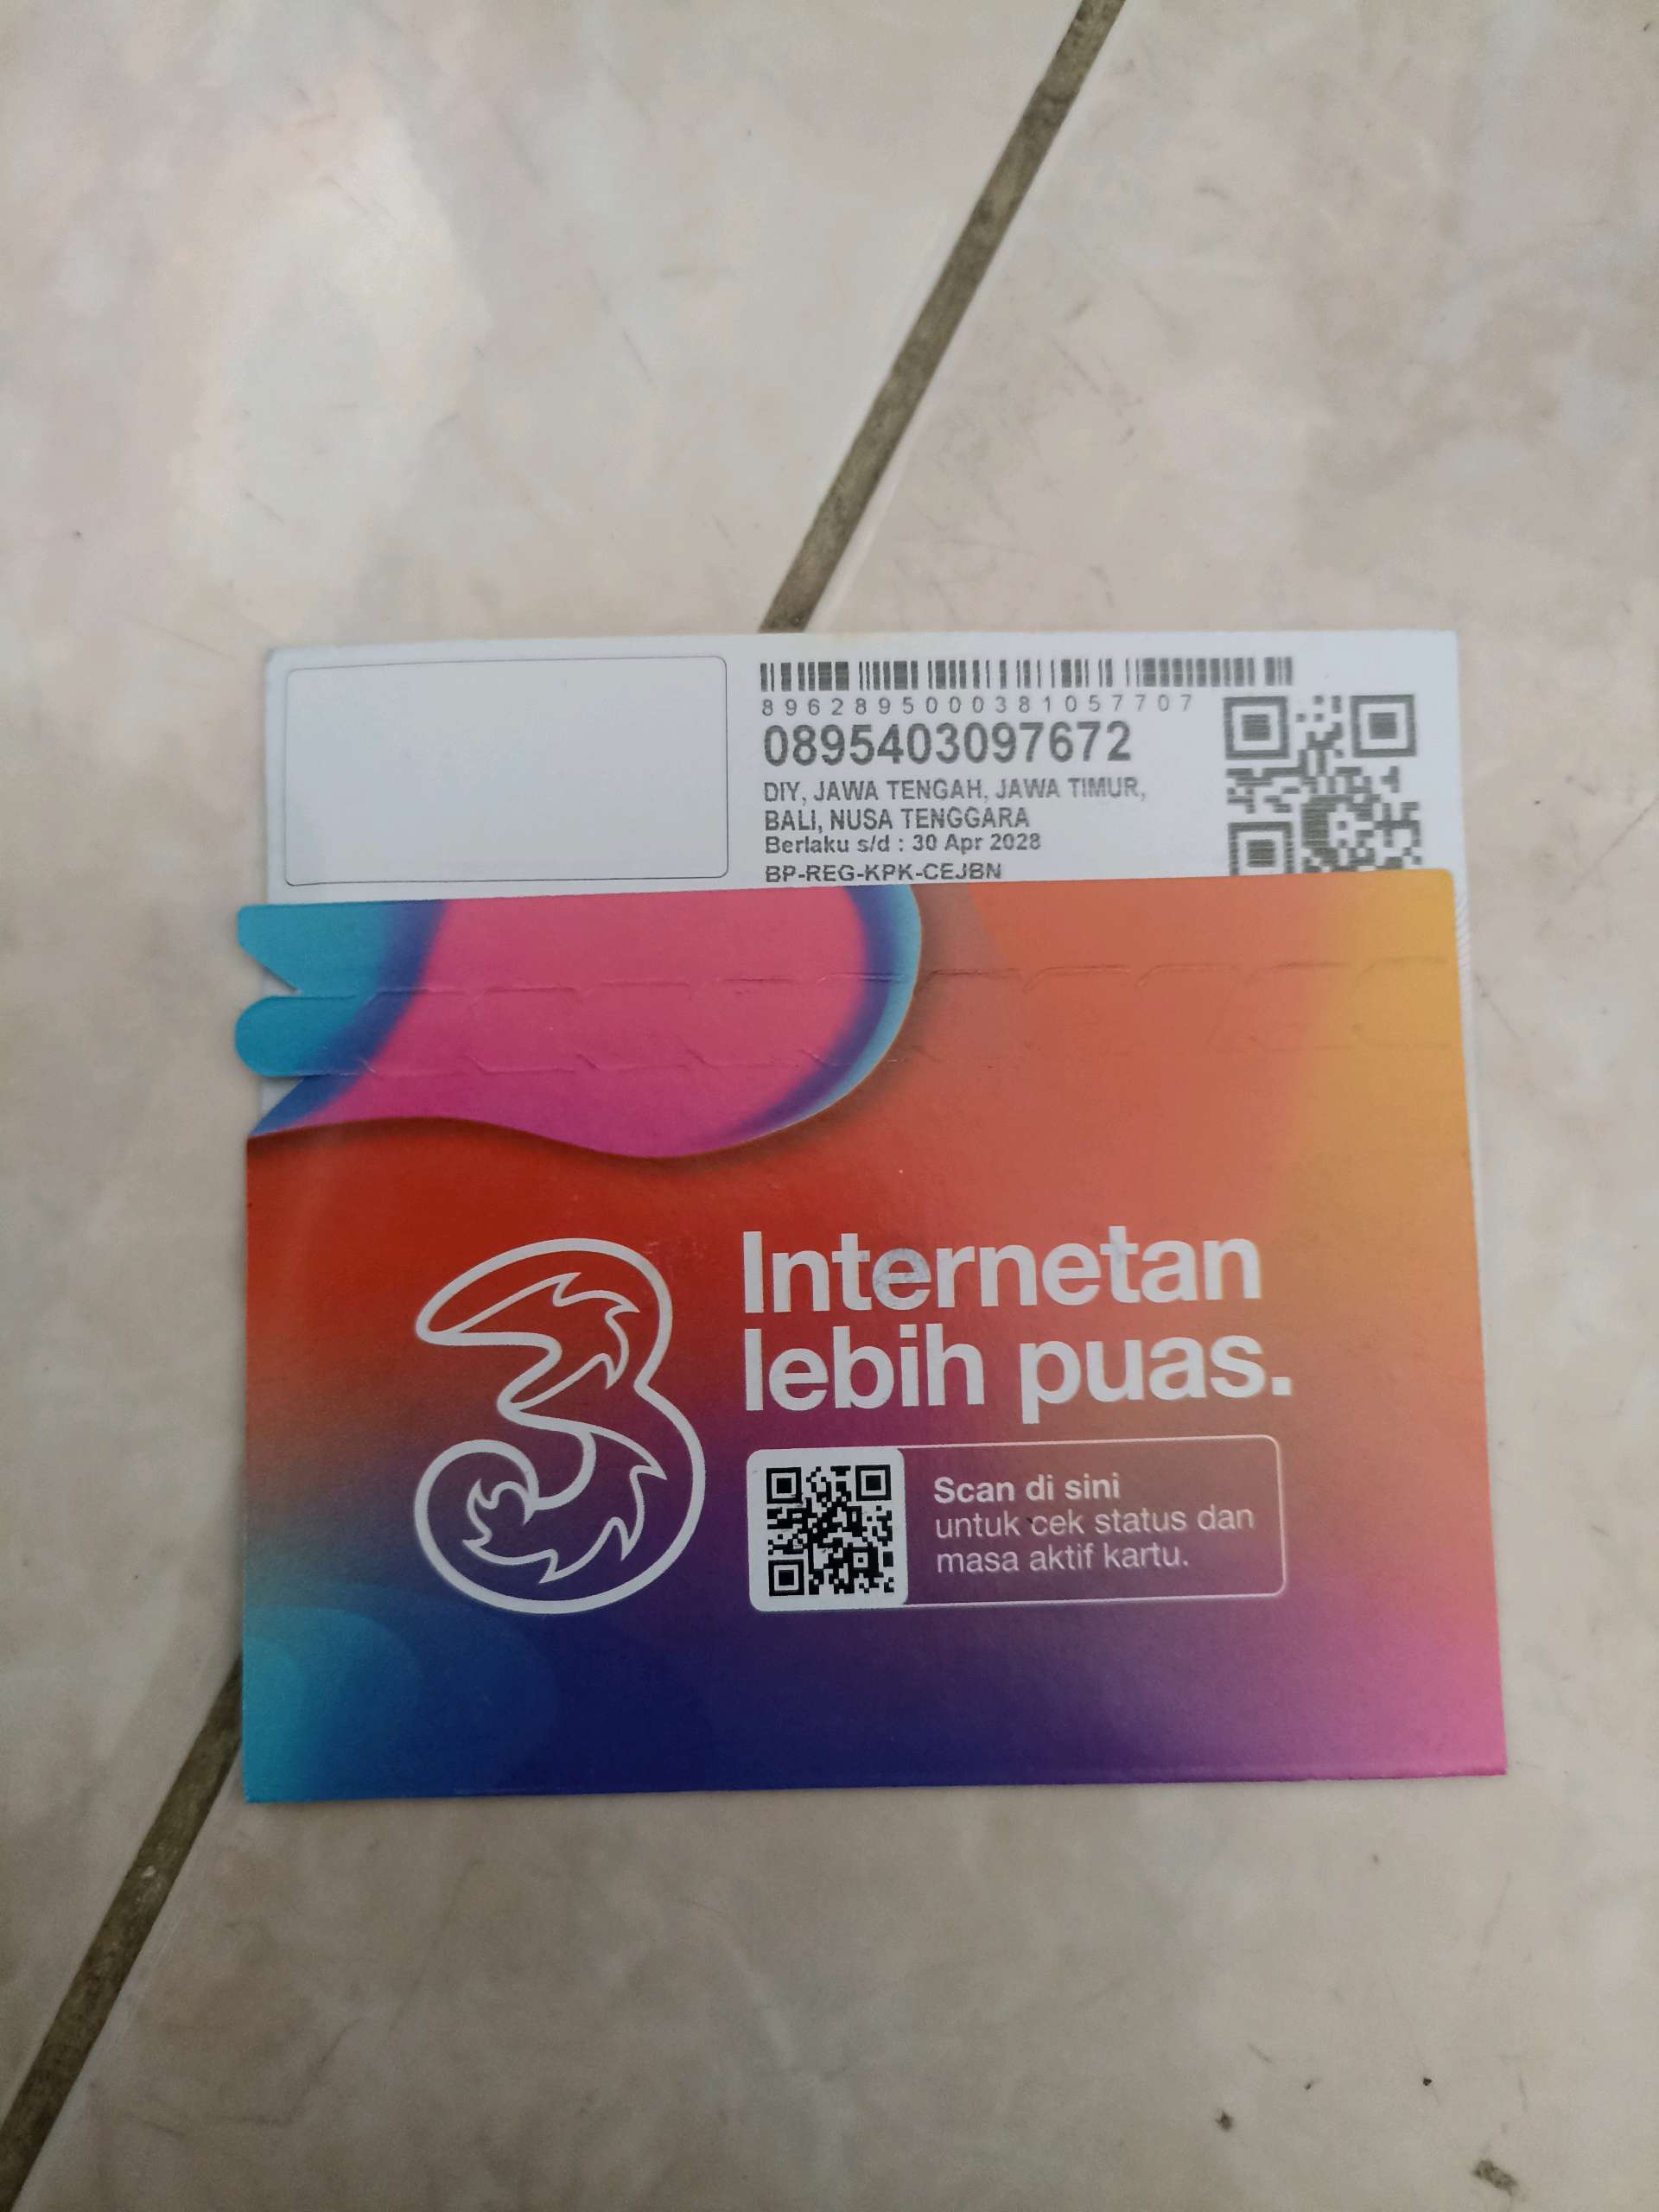 8962895000381057707
0895403097672
DIY, JAWA TENGAH, JAWA TIMUR,
BALI, NUSA TENGGARA
Berlaku s/d : 30 Apr 2028
BP-REG-KPK-CEJBN
3
Internetan
lebih puas.
Scan di sini
untuk cek status dan
masa aktif kartu.